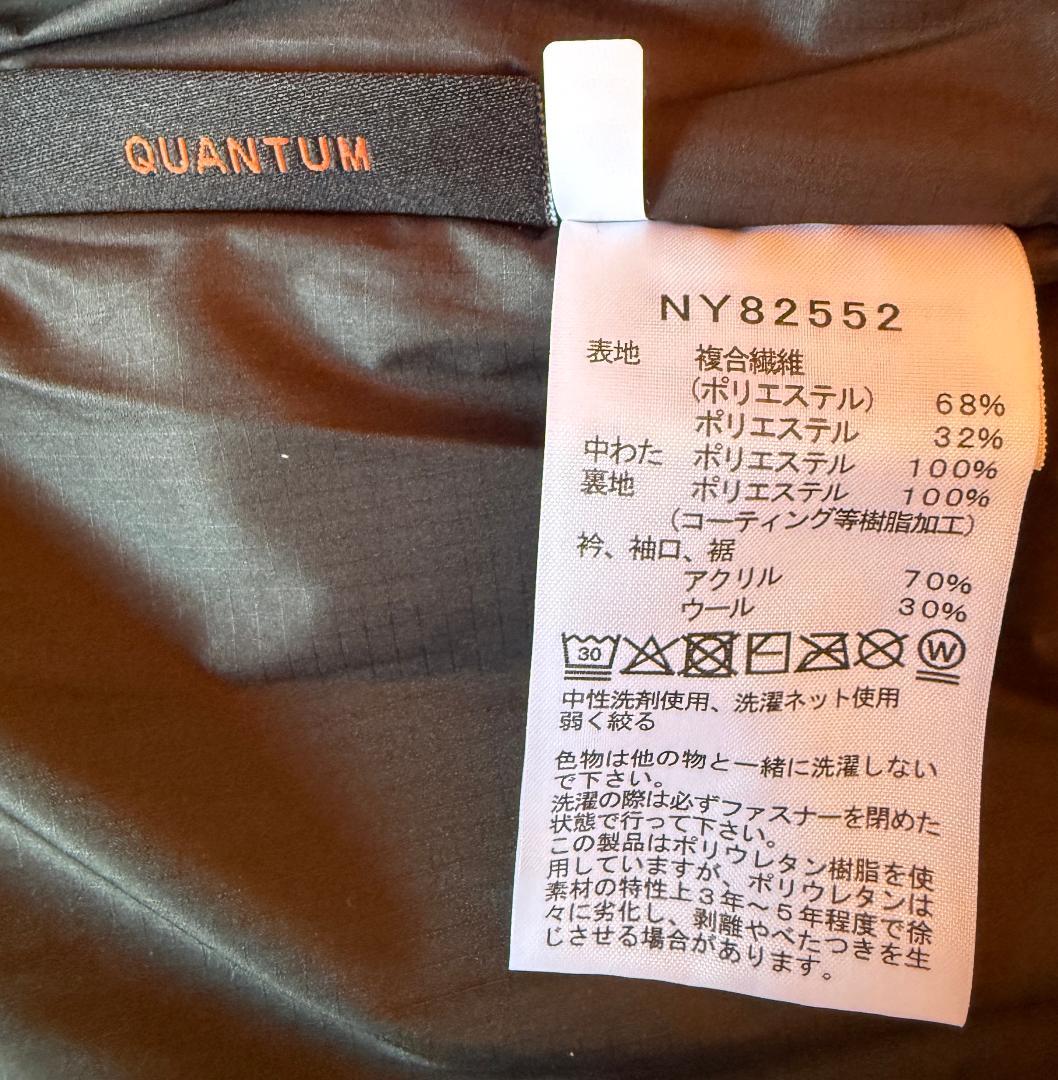 QUANTUM
NY82552
表地 複合繊維
(ポリエステル) 68%
ポリエステル 32%
中わた ポリエステル 100%
裏地 ポリエステル 100%
(コーティング等樹脂加工)
衿、袖口、裾
アクリル 70%
ウール 30%
30 W
中性洗剤使用、洗濯ネット使用
弱く絞る
色物は他の物と一緒に洗濯しない
で下さい。
洗濯の際は必ずファスナーを閉めた
状態で行って下さい。
この製品はポリウレタン樹脂を使
用していますが、ポリウレタンは
素材の特性上3年～5年程度で徐
々に劣化し、剥離やべたつきを生
じさせる場合があります。